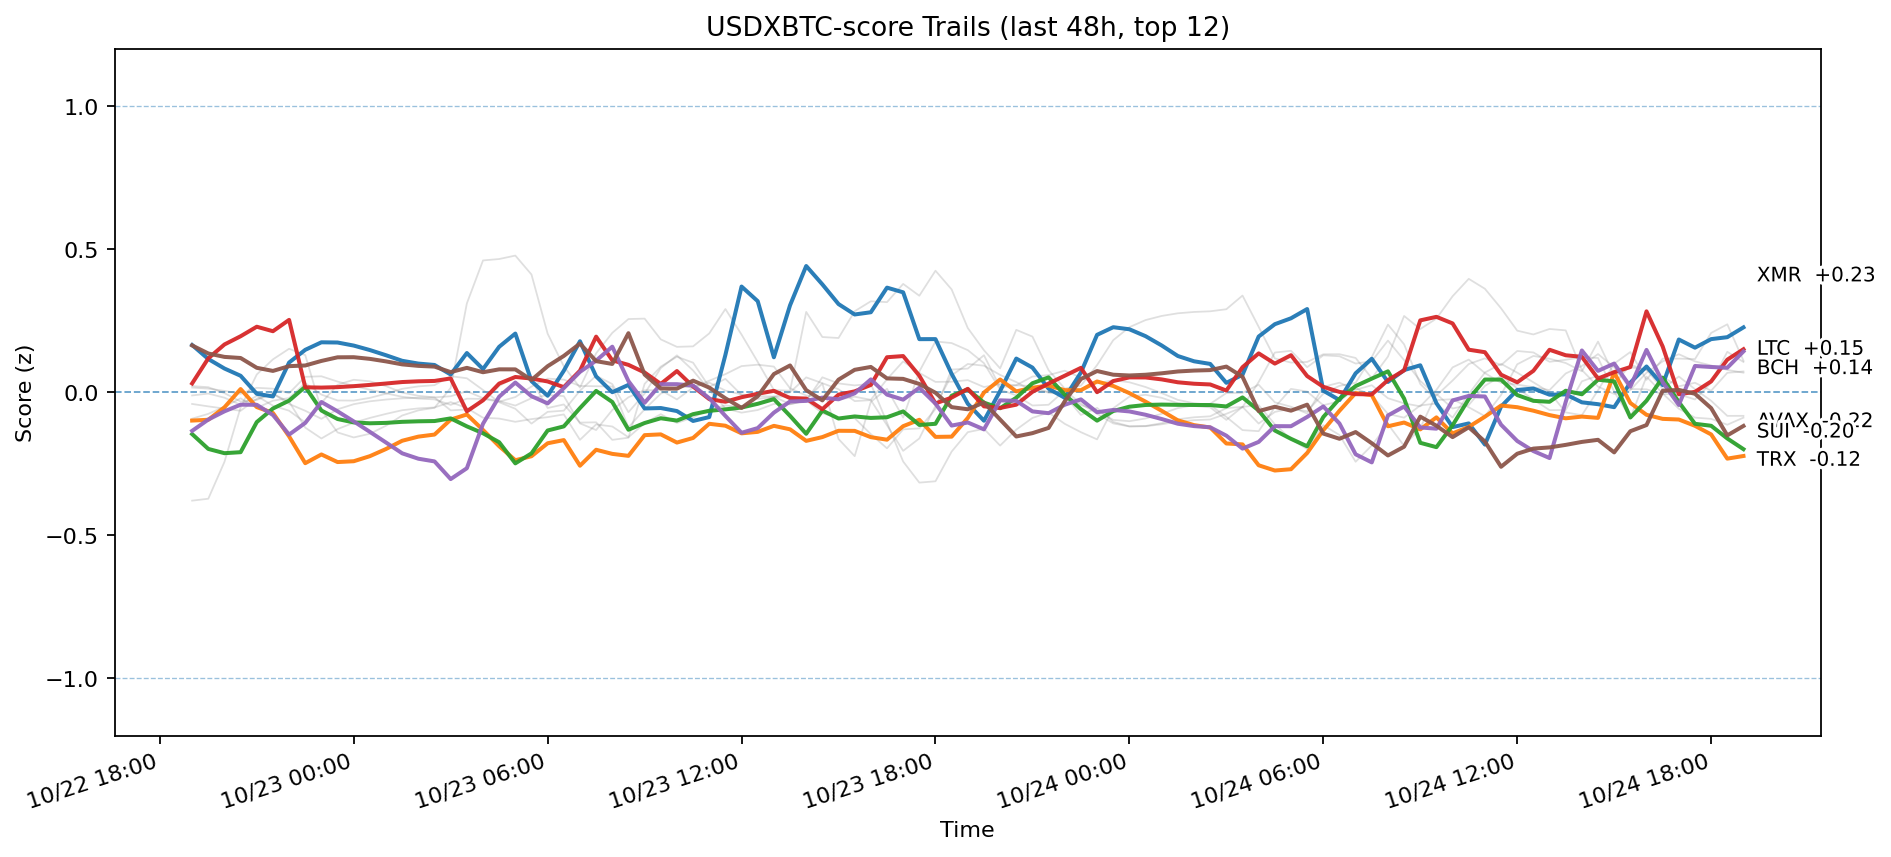 USDXBTC-score Trails (last 48h, top 12)
Score (z)
1.0
0.5
0.0
−0.5
−1.0
XMR +0.23
LTC +0.15
BCH +0.14
AVAX -0.22
SUI -0.20
TRX -0.12
10/22 18:00
10/23 00:00
10/23 06:00
10/23 12:00
10/23 18:00
10/24 00:00
10/24 06:00
10/24 12:00
10/24 18:00
Time